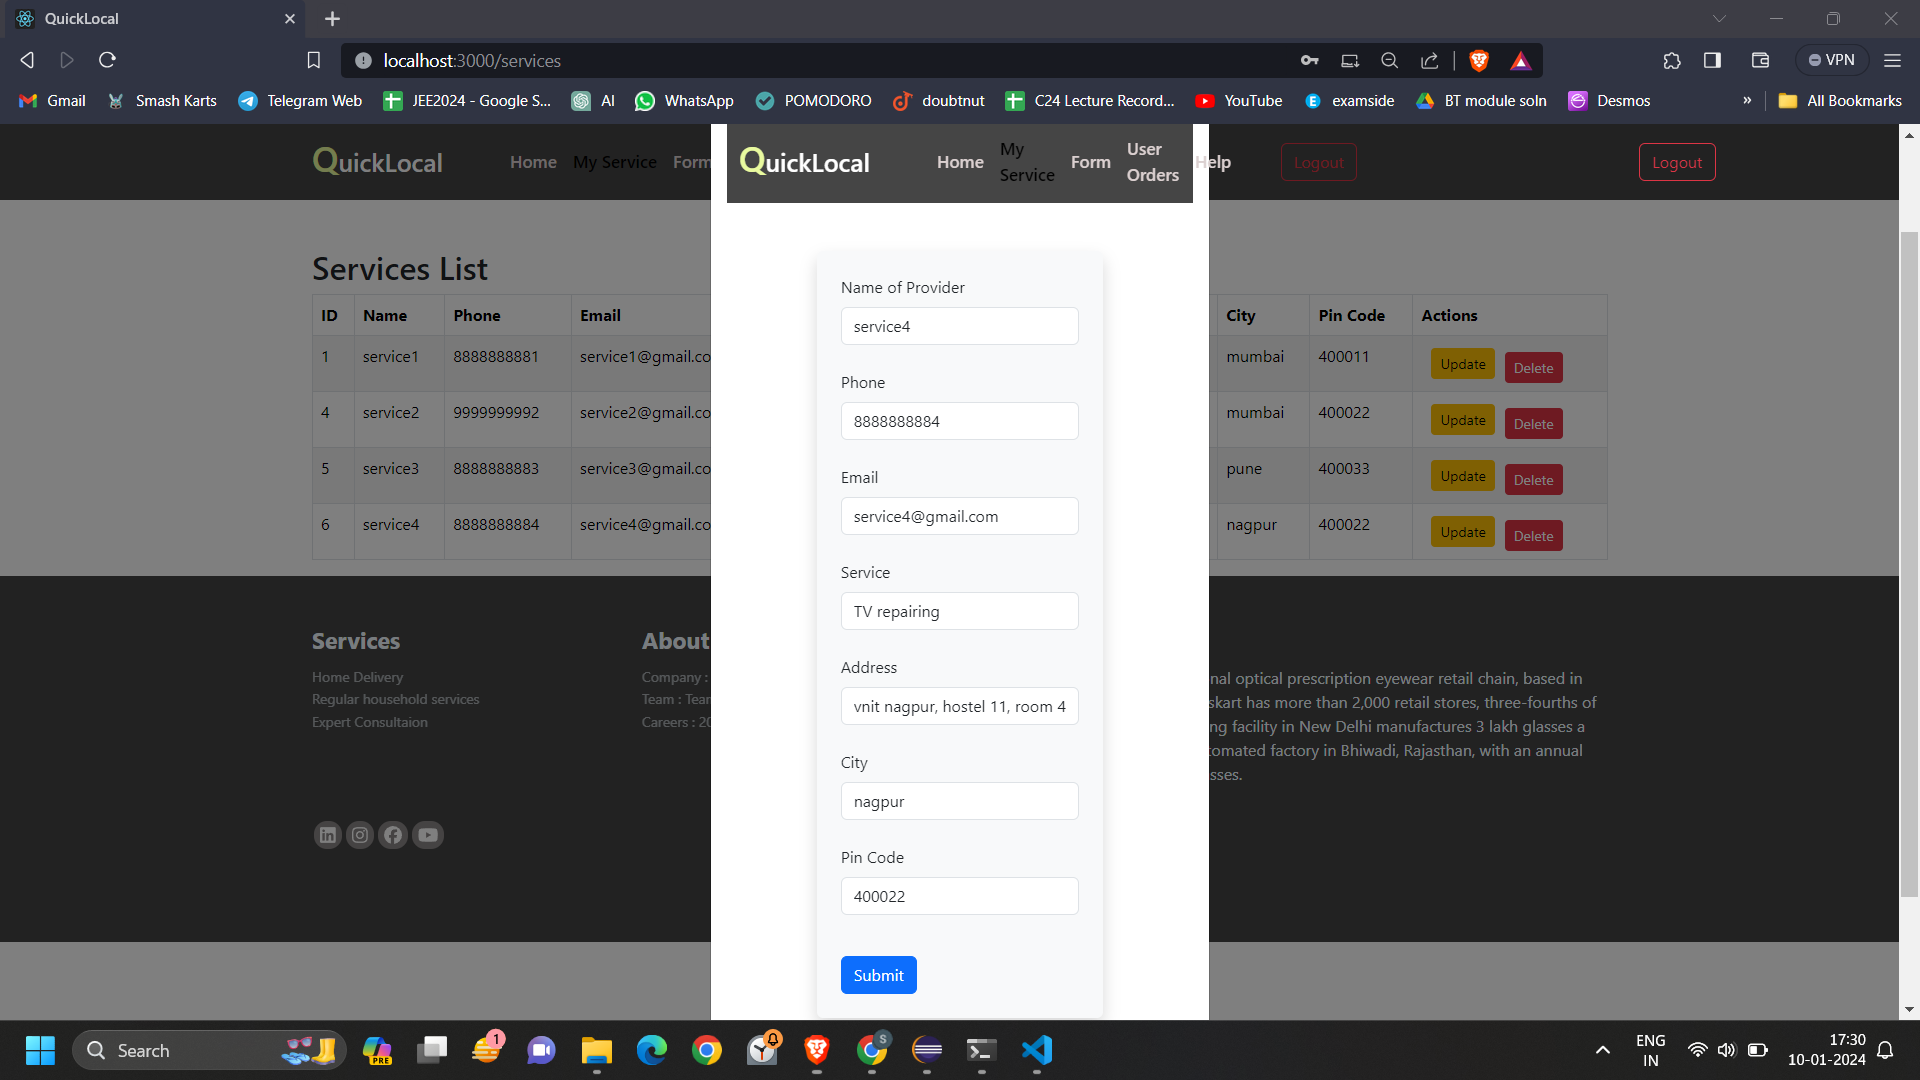 QuickLocal
localhost:3000/services
VPN
Gmail
Smash Karts
Telegram Web
JEE2024 - Google S...
AI
WhatsApp
POMODORO
doubtnut
C24 Lecture Record...
YouTube
examside
BT module soln
Desmos
»
All Bookmarks
QuickLocal
Home
My Service
Form
Logout
Logout
QuickLocal
Home
My
Service
Form
User
Orders
Help
Services List
ID Name Phone Email City Pin Code Actions
1 service1 8888888881 service1@gmail.co mumbai 400011 Update Delete
4 service2 9999999992 service2@gmail.co mumbai 400022 Update Delete
5 service3 8888888883 service3@gmail.co pune 400033 Update Delete
6 service4 8888888884 service4@gmail.co nagpur 400022 Update Delete
Name of Provider
service4
Phone
8888888884
Email
service4@gmail.com
Service
TV repairing
Address
vnit nagpur, hostel 11, room 4
City
nagpur
Pin Code
400022
Submit
Services
Home Delivery
Regular household services
Expert Consultaion
About
Company :
Team : Tear
Careers : 20
nal optical prescription eyewear retail chain, based in
skart has more than 2,000 retail stores, three-fourths of
ng facility in New Delhi manufactures 3 lakh glasses a
tomated factory in Bhiwadi, Rajasthan, with an annual
sses.
Search
PRE
1
S
ENG
IN
17:30
10-01-2024